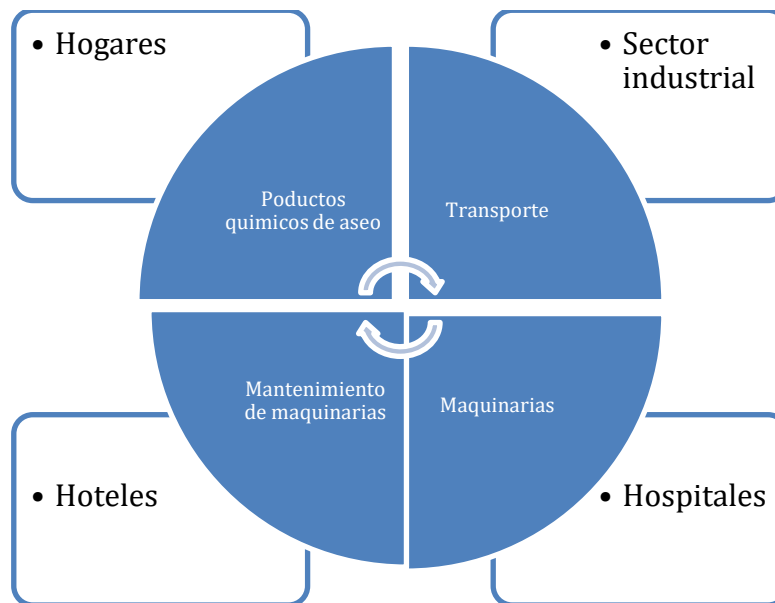 • Hogares
• Sector
industrial
Poductos
quimicos de aseo
Transporte
Mantenimiento
de maquinarias
Maquinarias
• Hoteles
• Hospitales